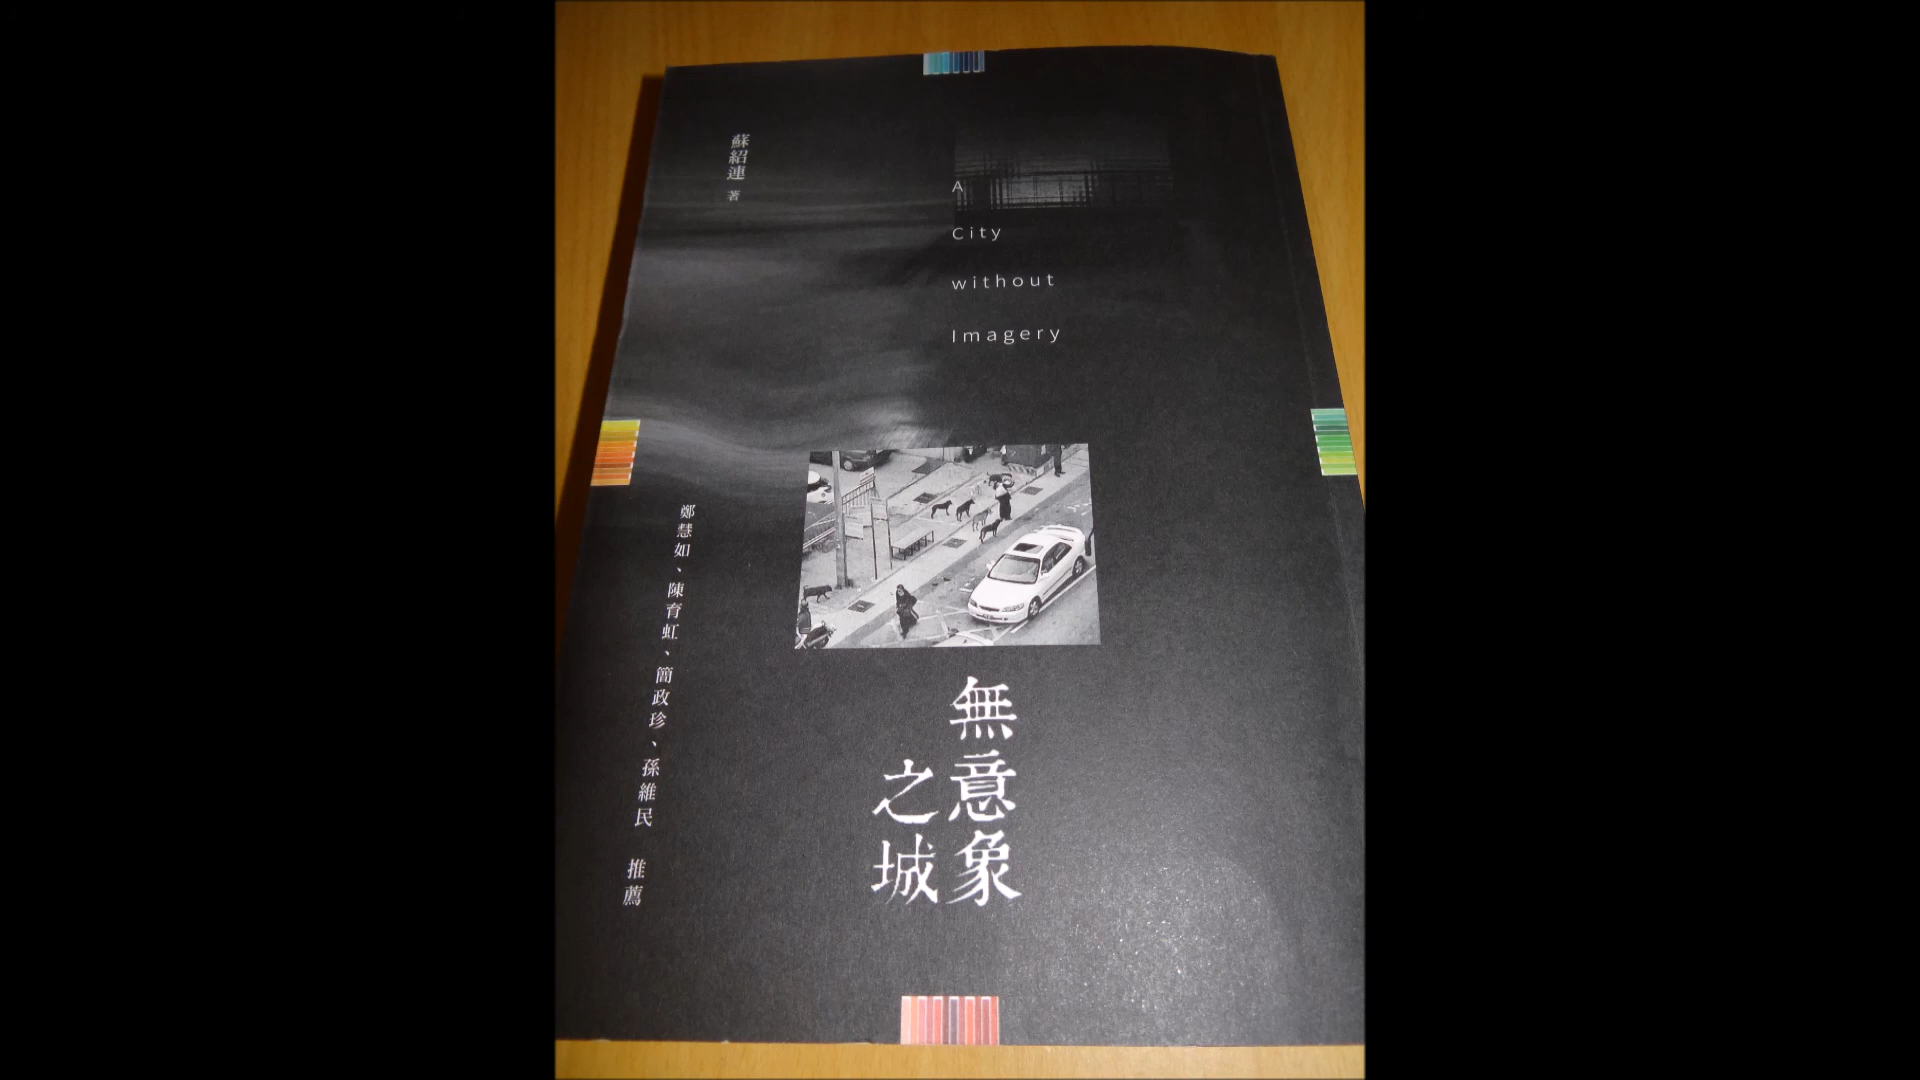 蘇紹連 著
A
City
without
Imagery
無意象
之城
鄭慧如、陳育虹、簡政珍、孫維民 推薦